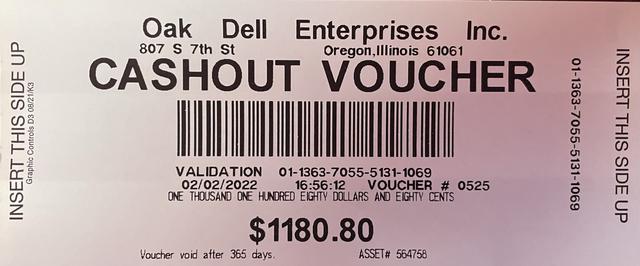 Oak Dell Enterprises Inc.
807 S 7th St Oregon,Illinois 61061
CASHOUT VOUCHER
INSERT THIS SIDE UP
Graphic Controls D3 08/21/K3
VALIDATION 01-1363-7055-5131-1069
02/02/2022 16:56:12 VOUCHER # 0525
ONE THOUSAND ONE HUNDRED EIGHTY DOLLARS AND EIGHTY CENTS
$1180.80
Voucher void after 365 days. ASSET# 564758
01-1363-7055-5131-1069
INSERT THIS SIDE UP